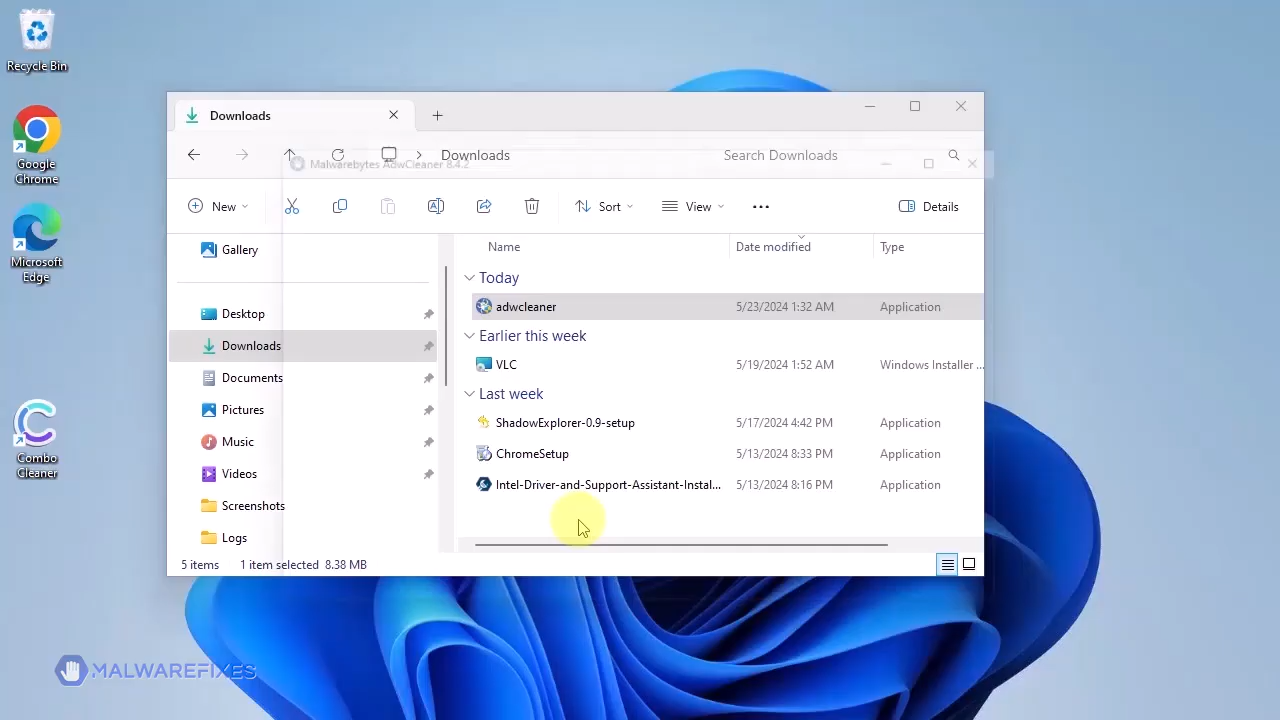 Recycle Bin
Google
Chrome
Microsoft
Edge
Combo
Cleaner
Downloads
Downloads
Search Downloads
Malwarebytes AdwCleaner 8.4.2
New
Sort
View
Details
Gallery
Desktop
Downloads
Documents
Pictures
Music
Videos
Screenshots
Logs
Name Date modified Type
Today
adwcleaner 5/23/2024 1:32 AM Application
Earlier this week
VLC 5/19/2024 1:52 AM Windows Installer ...
Last week
ShadowExplorer-0.9-setup 5/17/2024 4:42 PM Application
ChromeSetup 5/13/2024 8:33 PM Application
Intel-Driver-and-Support-Assistant-Instal... 5/13/2024 8:16 PM Application
5 items 1 item selected 8.38 MB
MALWAREFIXES